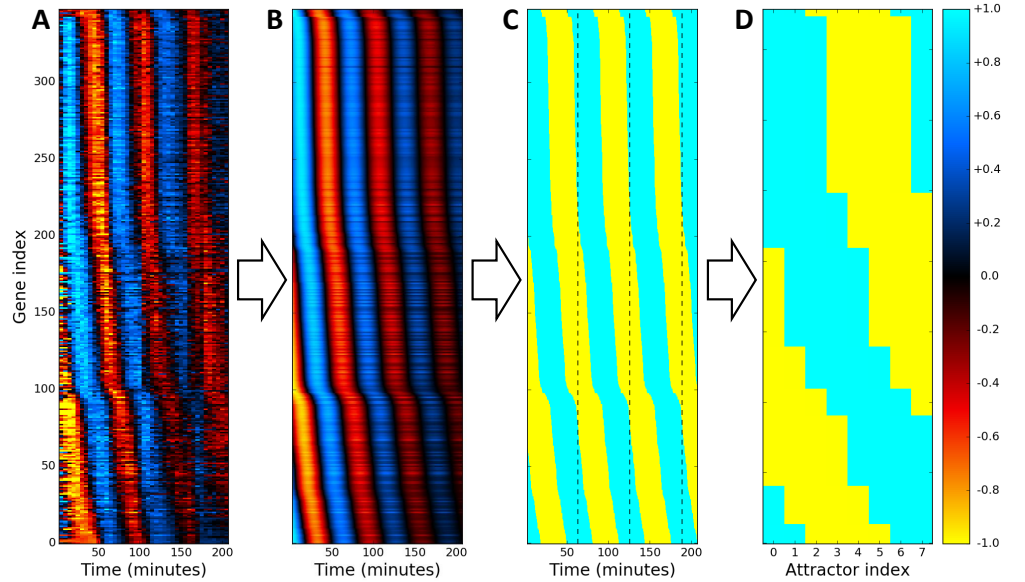 A B C D
+1.0
+0.8
+0.6
+0.4
+0.2
0.0
-0.2
-0.4
-0.6
-0.8
-1.0
Gene index
300
250
200
150
100
50
0
50 100 150 200
Time (minutes)
50 100 150 200
Time (minutes)
50 100 150 200
Time (minutes)
0 1 2 3 4 5 6 7
Attractor index